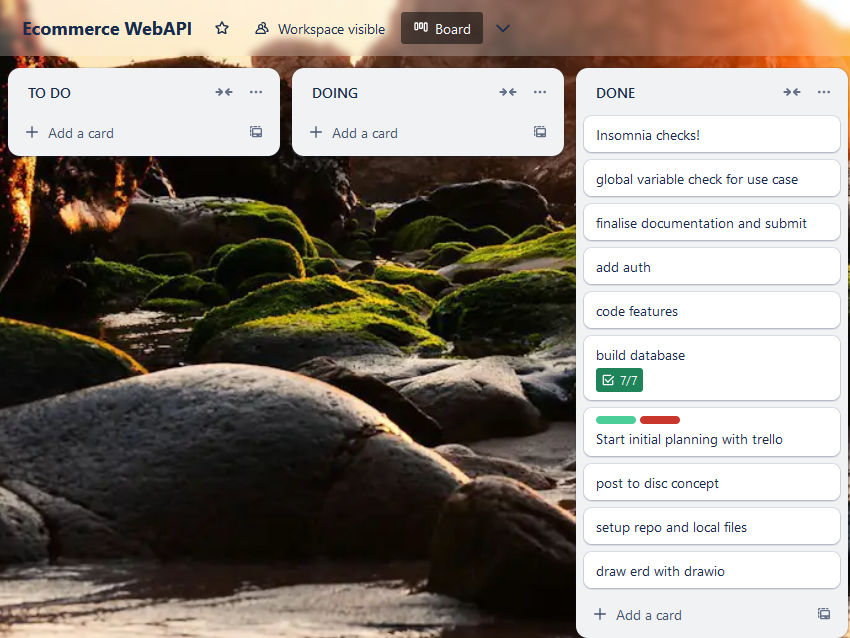 Ecommerce WebAPI
Workspace visible
Board
TO DO
Add a card
DOING
Add a card
DONE
Insomnia checks!
global variable check for use case
finalise documentation and submit
add auth
code features
build database
7/7
Start initial planning with trello
post to disc concept
setup repo and local files
draw erd with drawio
Add a card